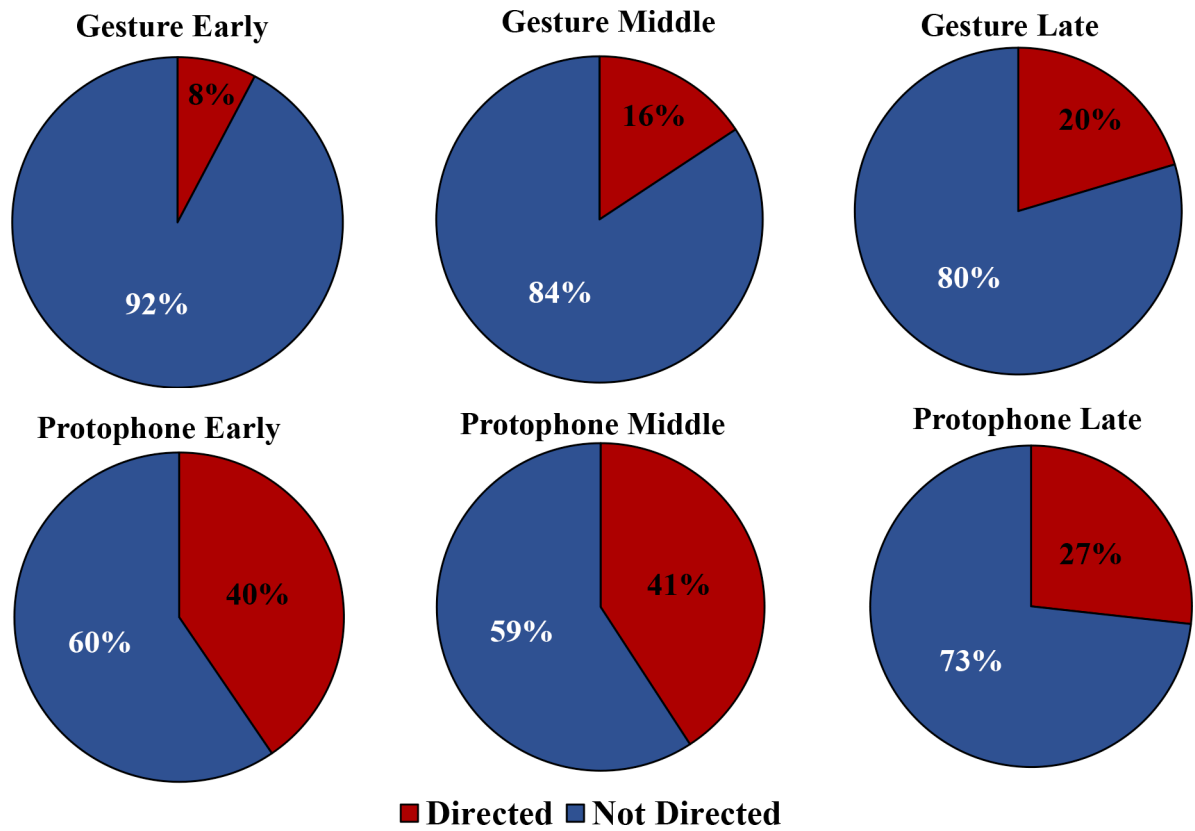 Gesture Early
Gesture Middle
Gesture Late
8%
16%
20%
92%
84%
80%
Protophone Early
Protophone Middle
Protophone Late
40%
41%
27%
60%
59%
73%
Directed
Not Directed